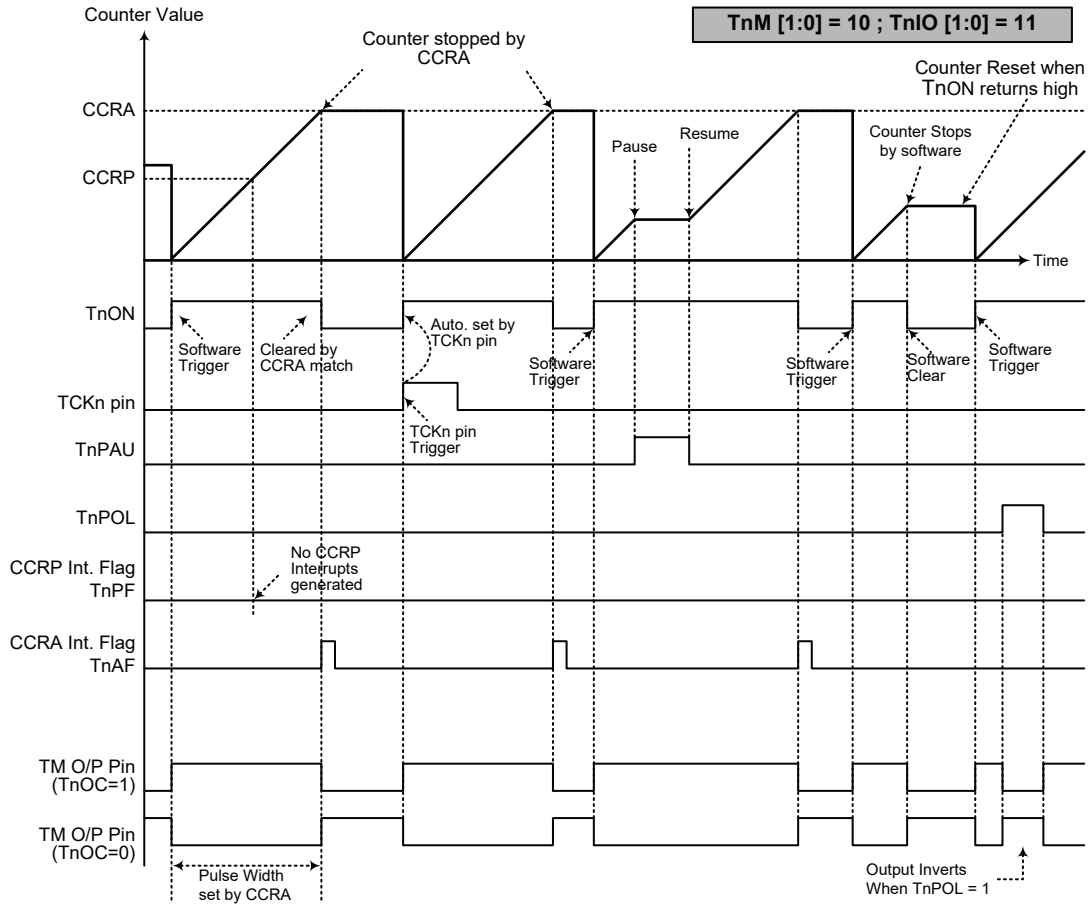 Counter Value
TnM [1:0] = 10 ; TnIO [1:0] = 11
Counter stopped by
CCRA
Counter Reset when
TnON returns high
CCRA
Pause
Resume
Counter Stops
by software
CCRP
Time
TnON
Software
Trigger
Cleared by
CCRA match
Auto. set by
TCKn pin
Software
Trigger
Software
Trigger
Software
Clear
Software
Trigger
TCKn pin
TCKn pin
Trigger
TnPAU
TnPOL
CCRP Int. Flag
TnPF
No CCRP
Interrupts
generated
CCRA Int. Flag
TnAF
TM O/P Pin
(TnOC=1)
TM O/P Pin
(TnOC=0)
Pulse Width
set by CCRA
Output Inverts
When TnPOL = 1